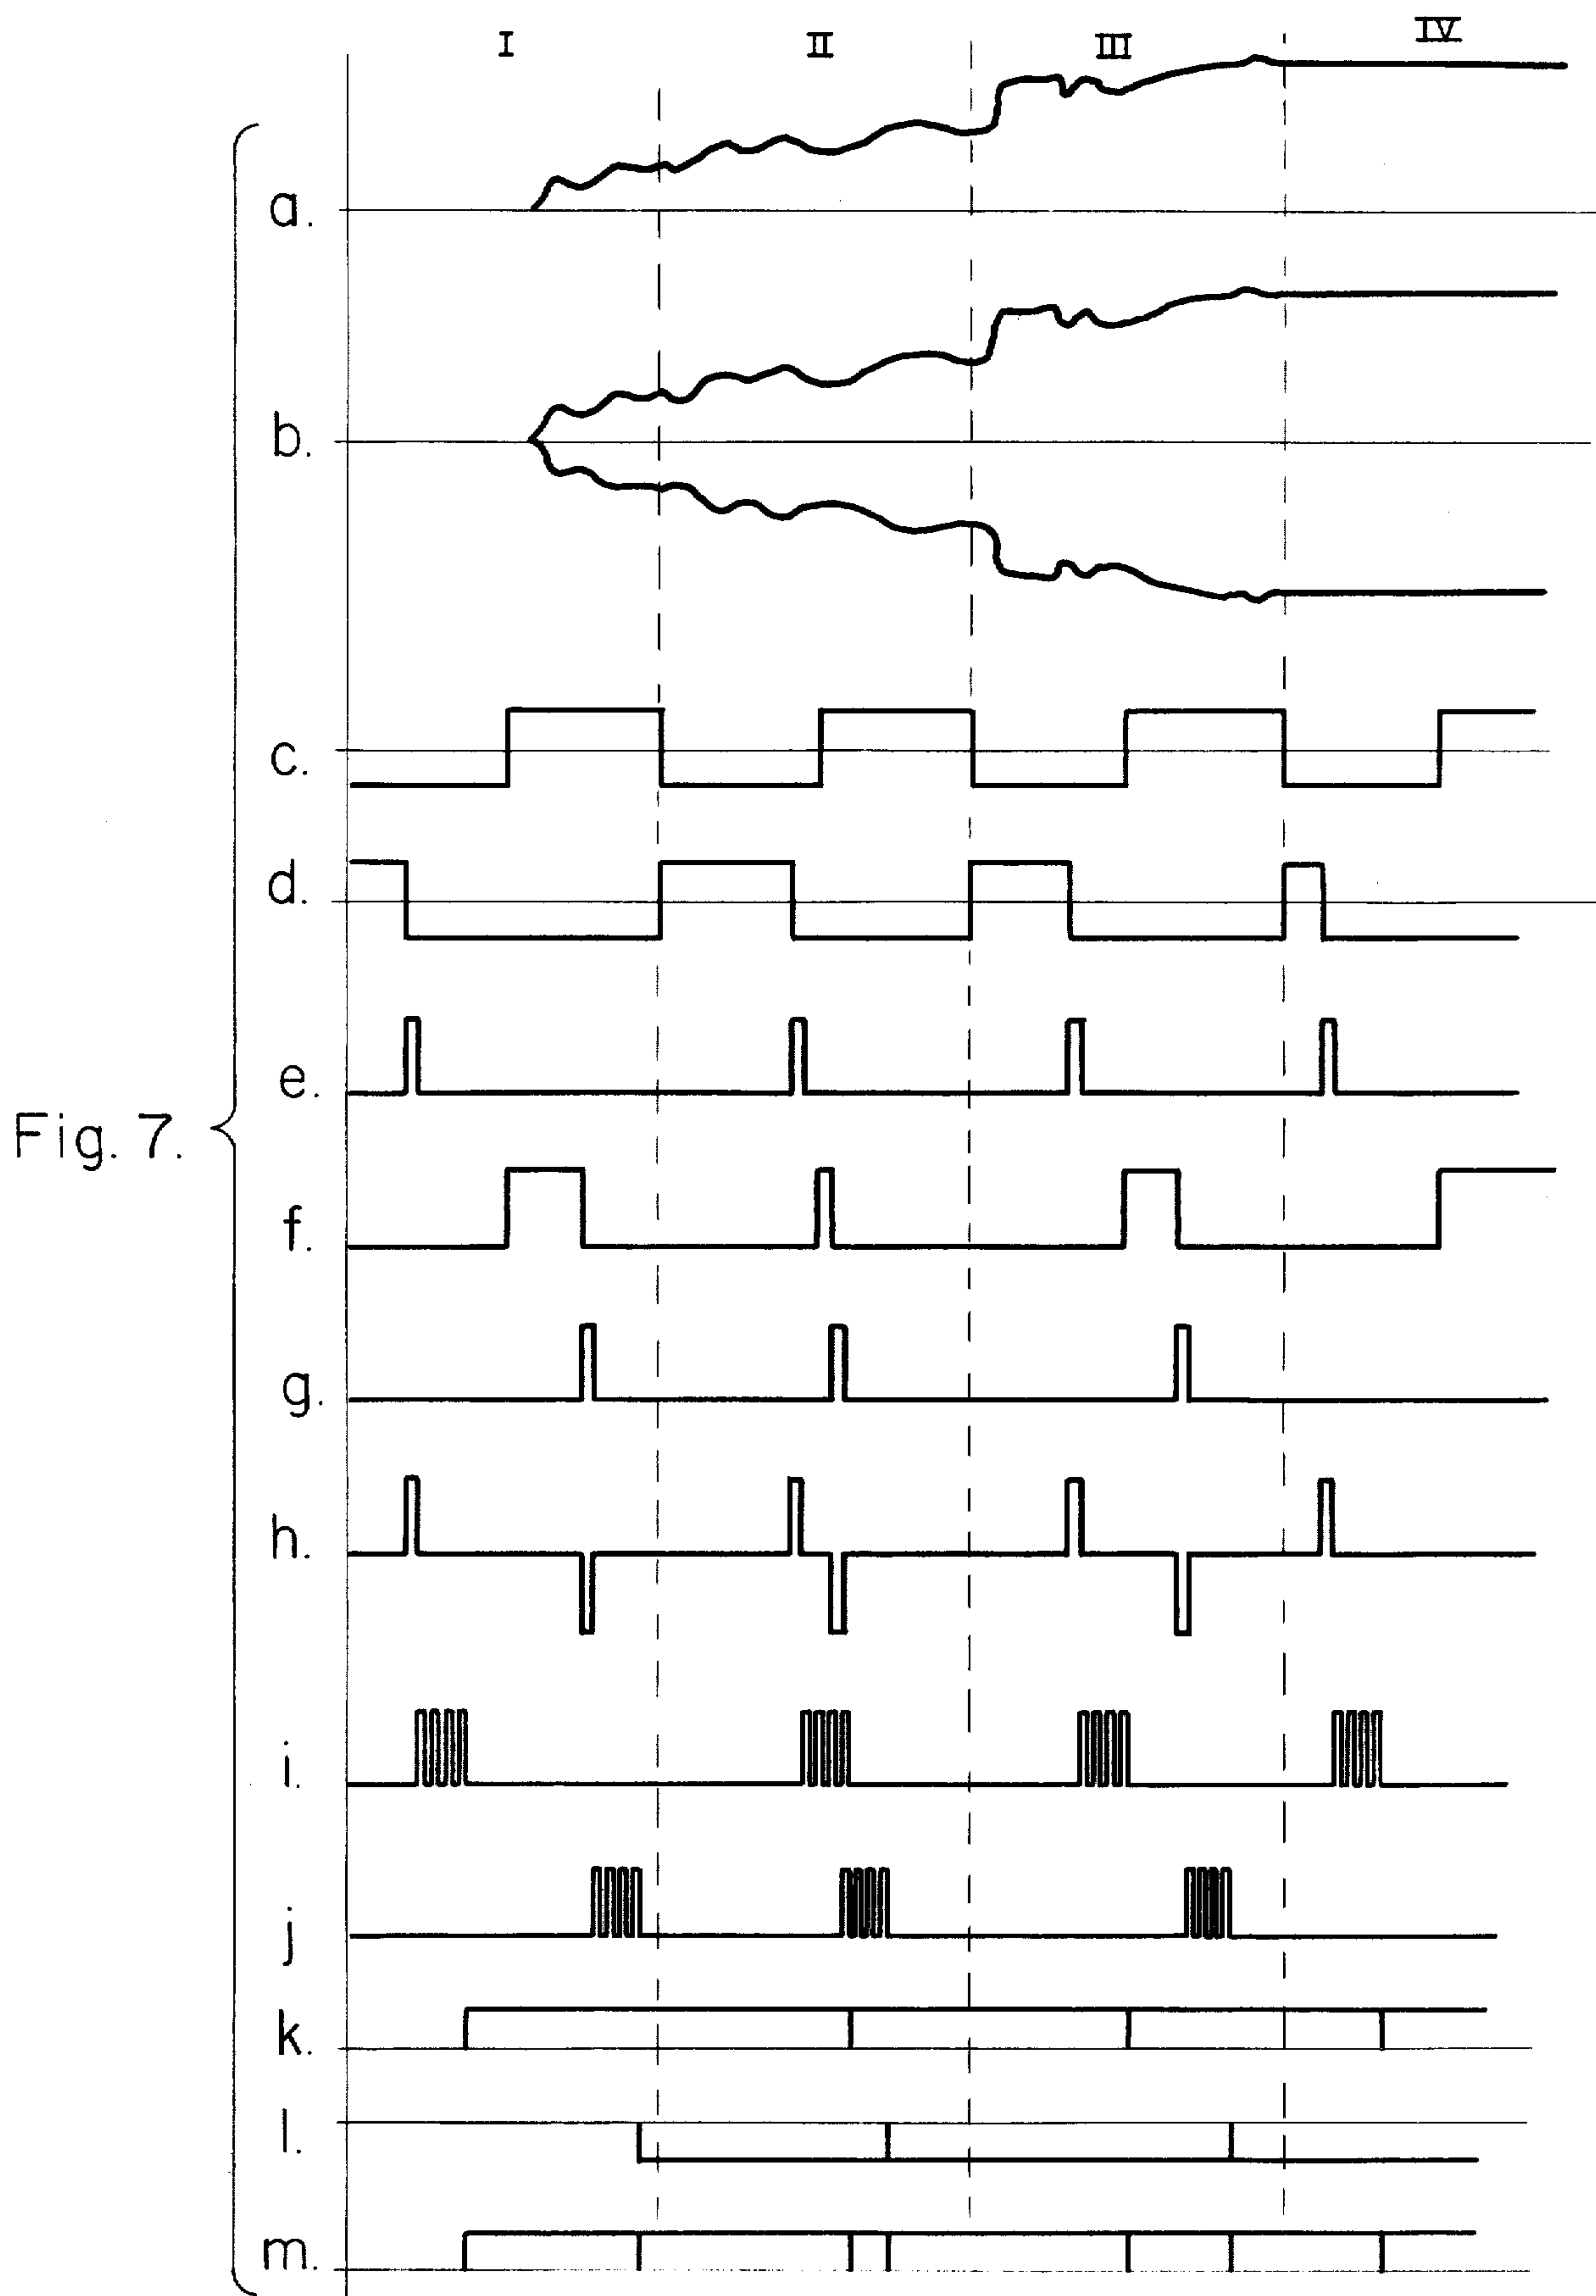 I II III IV
a.
b.
c.
d.
e.
Fig. 7.
f.
g.
h.
i.
j
k.
l.
m.